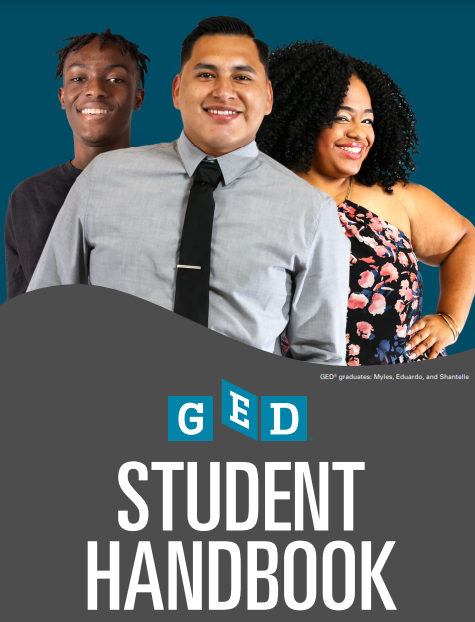 GED® graduates: Myles, Eduardo, and Shantelle
GED
STUDENT
HANDBOOK